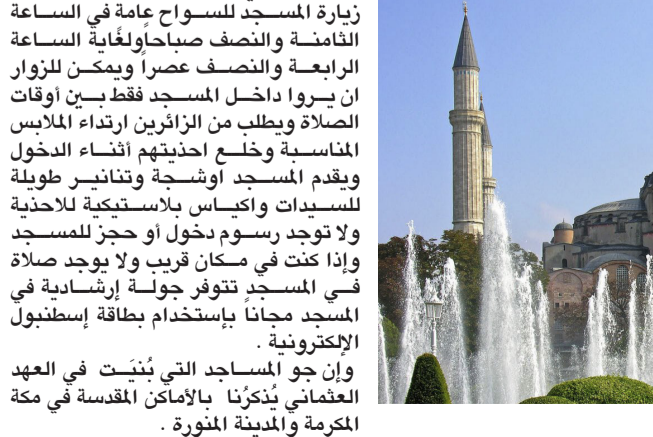 زيارة المسجد للسواح عامة في الساعة
الثامنة والنصف صباحاًولغاية الساعة
الرابعة والنصف عصراً ويمكن للزوار
ان يروا داخل المسجد فقط بين أوقات
الصلاة ويطلب من الزائرين ارتداء الملابس
المناسبة وخلع احذيتهم أثناء الدخول
ويقدم المسجد اوشجة وتنانير طويلة
للسيدات واكياس بلاستيكية للاحذية
ولا توجد رسوم دخول أو حجز للمسجد
وإذا كنت في مكان قريب ولا يوجد صلاة
في المسجد تتوفر جولة إرشادية في
المسجد مجاناً بإستخدام بطاقة إسطنبول
الإلكترونية .
وإن جو المساجد التي بُنيَت في العهد
العثماني يُذكرُنا بالأماكن المقدسة في مكة
المكرمة والمدينة المنورة .